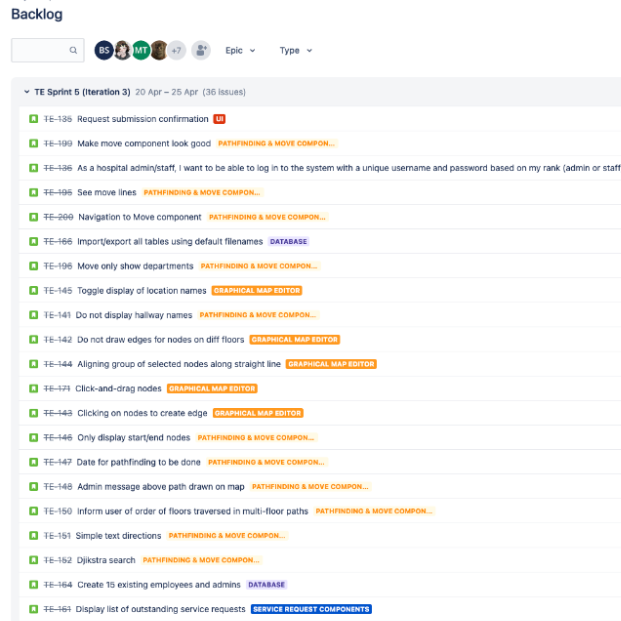 Backlog
BS MT +7 Epic Type
TE Sprint 5 (Iteration 3) 20 Apr – 25 Apr (36 issues)
TE-135 Request submission confirmation UI
TE-199 Make move component look good PATHFINDING & MOVE COMPON...
TE-136 As a hospital admin/staff, I want to be able to log in to the system with a unique username and password based on my rank (admin or staff
TE-195 See move lines PATHFINDING & MOVE COMPON...
TE-200 Navigation to Move component PATHFINDING & MOVE COMPON...
TE-166 Import/export all tables using default filenames DATABASE
TE-196 Move only show departments PATHFINDING & MOVE COMPON...
TE-145 Toggle display of location names GRAPHICAL MAP EDITOR
TE-141 Do not display hallway names PATHFINDING & MOVE COMPON...
TE-142 Do not draw edges for nodes on diff floors GRAPHICAL MAP EDITOR
TE-144 Aligning group of selected nodes along straight line GRAPHICAL MAP EDITOR
TE-171 Click-and-drag nodes GRAPHICAL MAP EDITOR
TE-143 Clicking on nodes to create edge GRAPHICAL MAP EDITOR
TE-146 Only display start/end nodes PATHFINDING & MOVE COMPON...
TE-147 Date for pathfinding to be done PATHFINDING & MOVE COMPON...
TE-148 Admin message above path drawn on map PATHFINDING & MOVE COMPON...
TE-150 Inform user of order of floors traversed in multi-floor paths PATHFINDING & MOVE COMPON...
TE-151 Simple text directions PATHFINDING & MOVE COMPON...
TE-152 Djikstra search PATHFINDING & MOVE COMPON...
TE-164 Create 15 existing employees and admins DATABASE
TE-161 Display list of outstanding service requests SERVICE REQUEST COMPONENTS